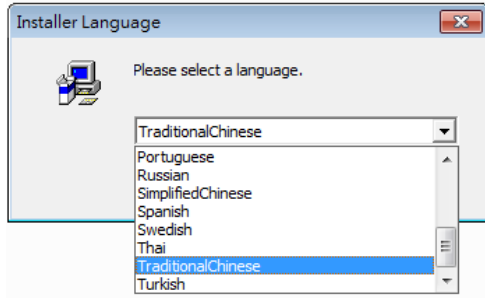 Installer Language
Please select a language.
TraditionalChinese
Portuguese
Russian
SimplifiedChinese
Spanish
Swedish
Thai
TraditionalChinese
Turkish